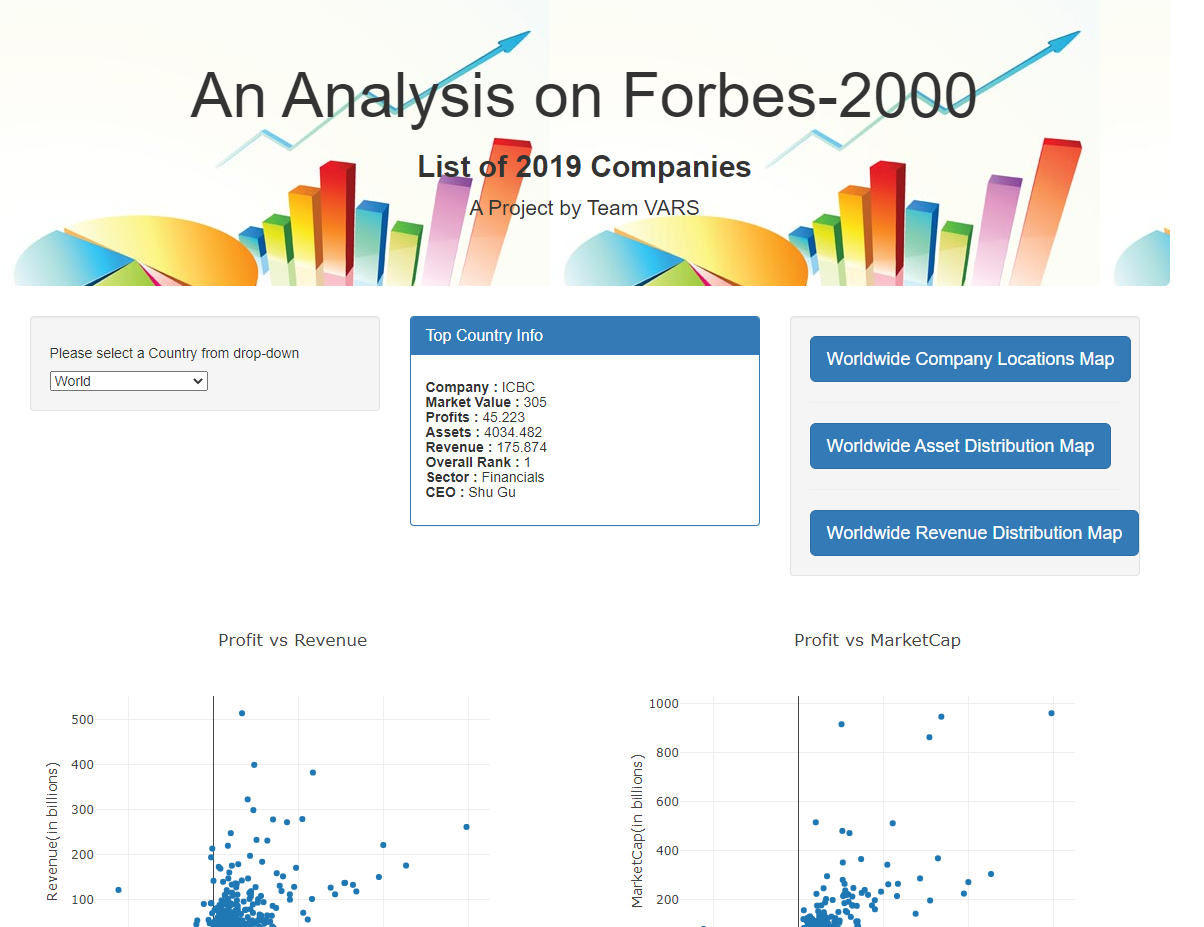 An Analysis on Forbes-2000
List of 2019 Companies
A Project by Team VARS
Please select a Country from drop-down
World
Top Country Info
Company : ICBC
Market Value : 305
Profits : 45.223
Assets : 4034.482
Revenue : 175.874
Overall Rank : 1
Sector : Financials
CEO : Shu Gu
Worldwide Company Locations Map
Worldwide Asset Distribution Map
Worldwide Revenue Distribution Map
Profit vs Revenue
500
400
300
200
100
Revenue(in billions)
Profit vs MarketCap
1000
800
600
400
200
MarketCap(in billions)